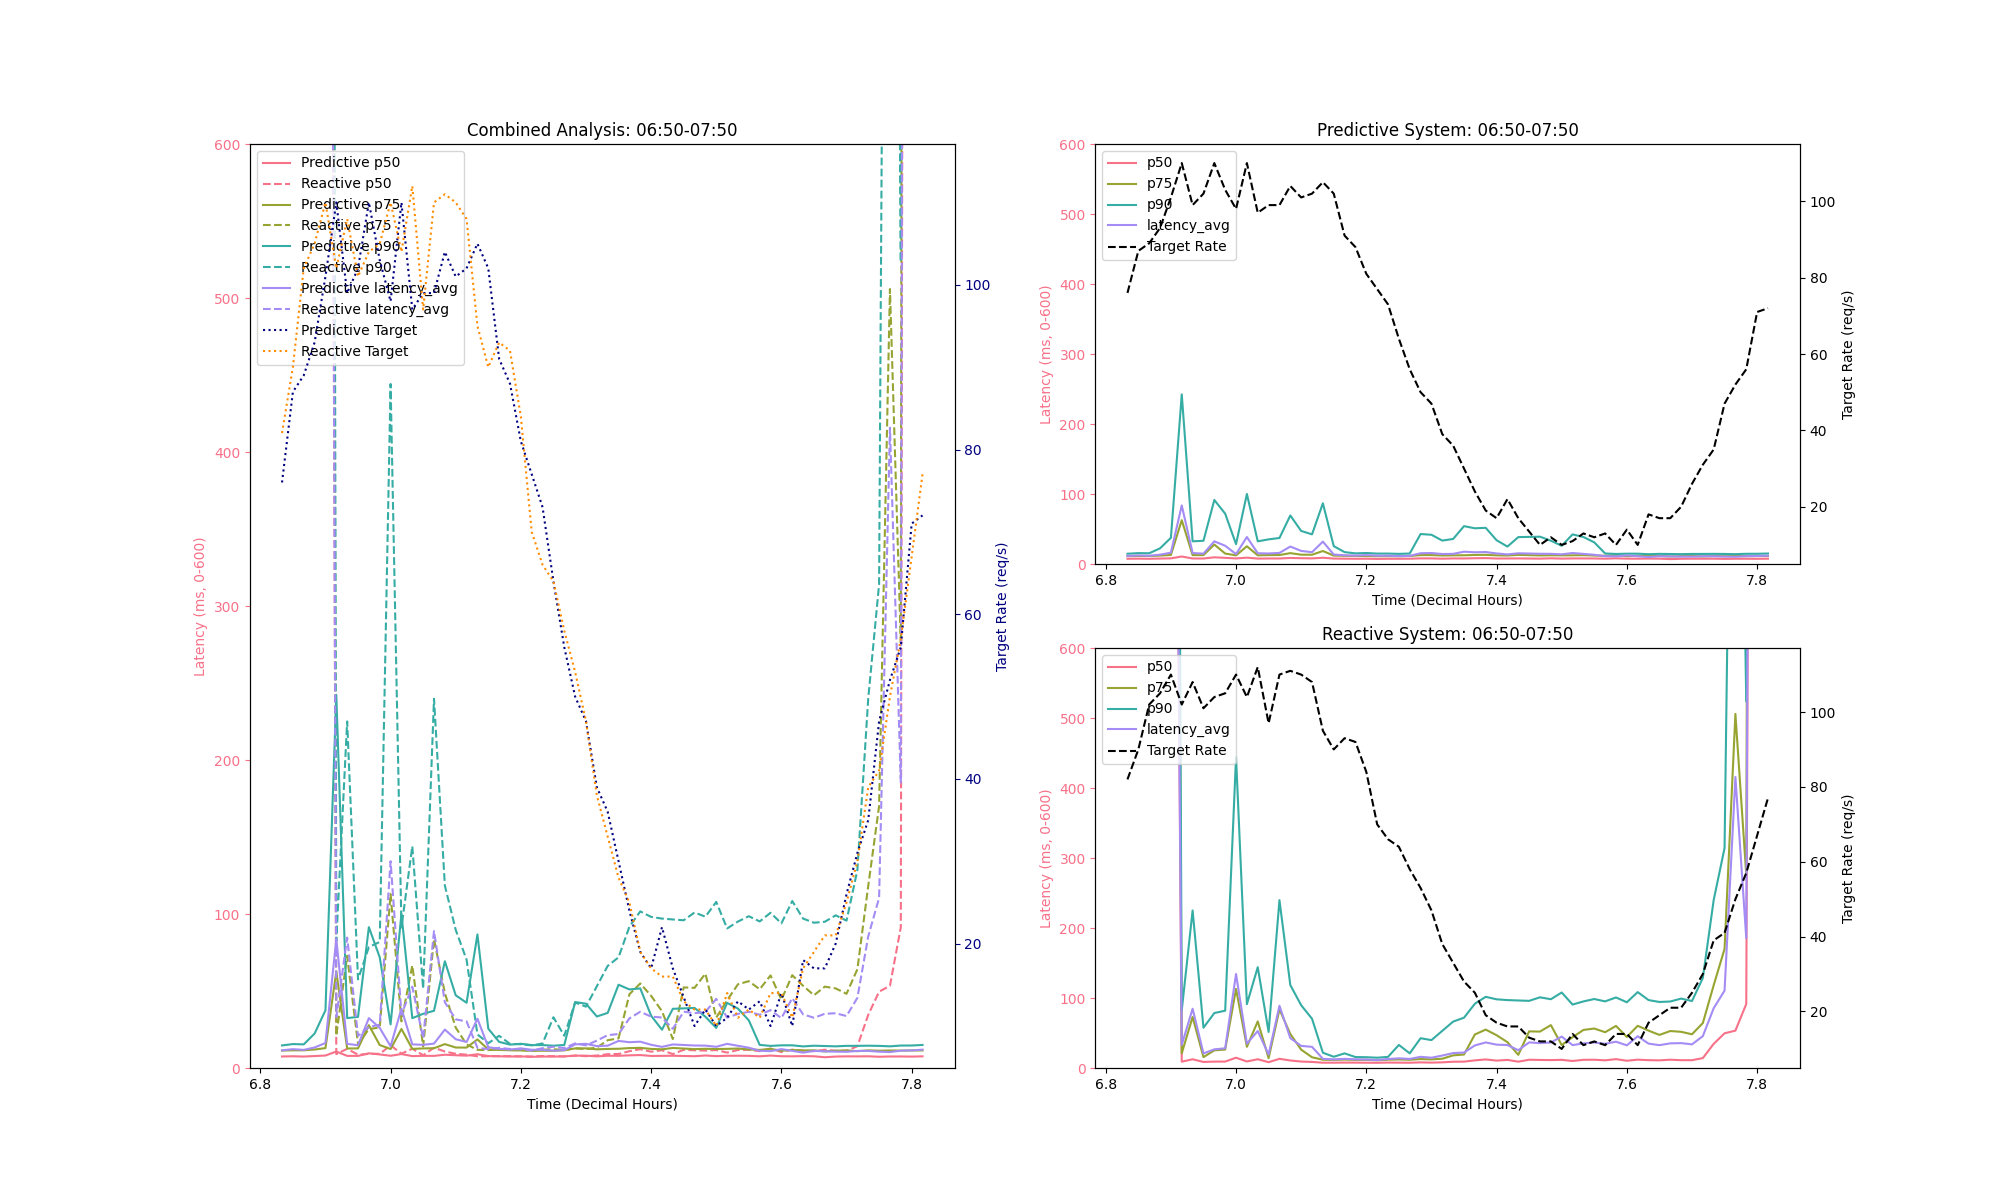 Combined Analysis: 06:50-07:50
Latency (ms, 0-600)
600
500
400
300
200
100
0
Predictive p50
Reactive p50
Predictive p75
Reactive p75
Predictive p90
Reactive p90
Predictive latency_avg
Reactive latency_avg
Predictive Target
Reactive Target
100
80
60
40
20
Target Rate (req/s)
6.8 7.0 7.2 7.4 7.6 7.8
Time (Decimal Hours)
Predictive System: 06:50-07:50
Latency (ms, 0-600)
600
500
400
300
200
100
0
p50
p75
p90
latency_avg
Target Rate
100
80
60
40
20
Target Rate (req/s)
6.8 7.0 7.2 7.4 7.6 7.8
Time (Decimal Hours)
Reactive System: 06:50-07:50
Latency (ms, 0-600)
600
500
400
300
200
100
0
p50
p75
p90
latency_avg
Target Rate
100
80
60
40
20
Target Rate (req/s)
6.8 7.0 7.2 7.4 7.6 7.8
Time (Decimal Hours)